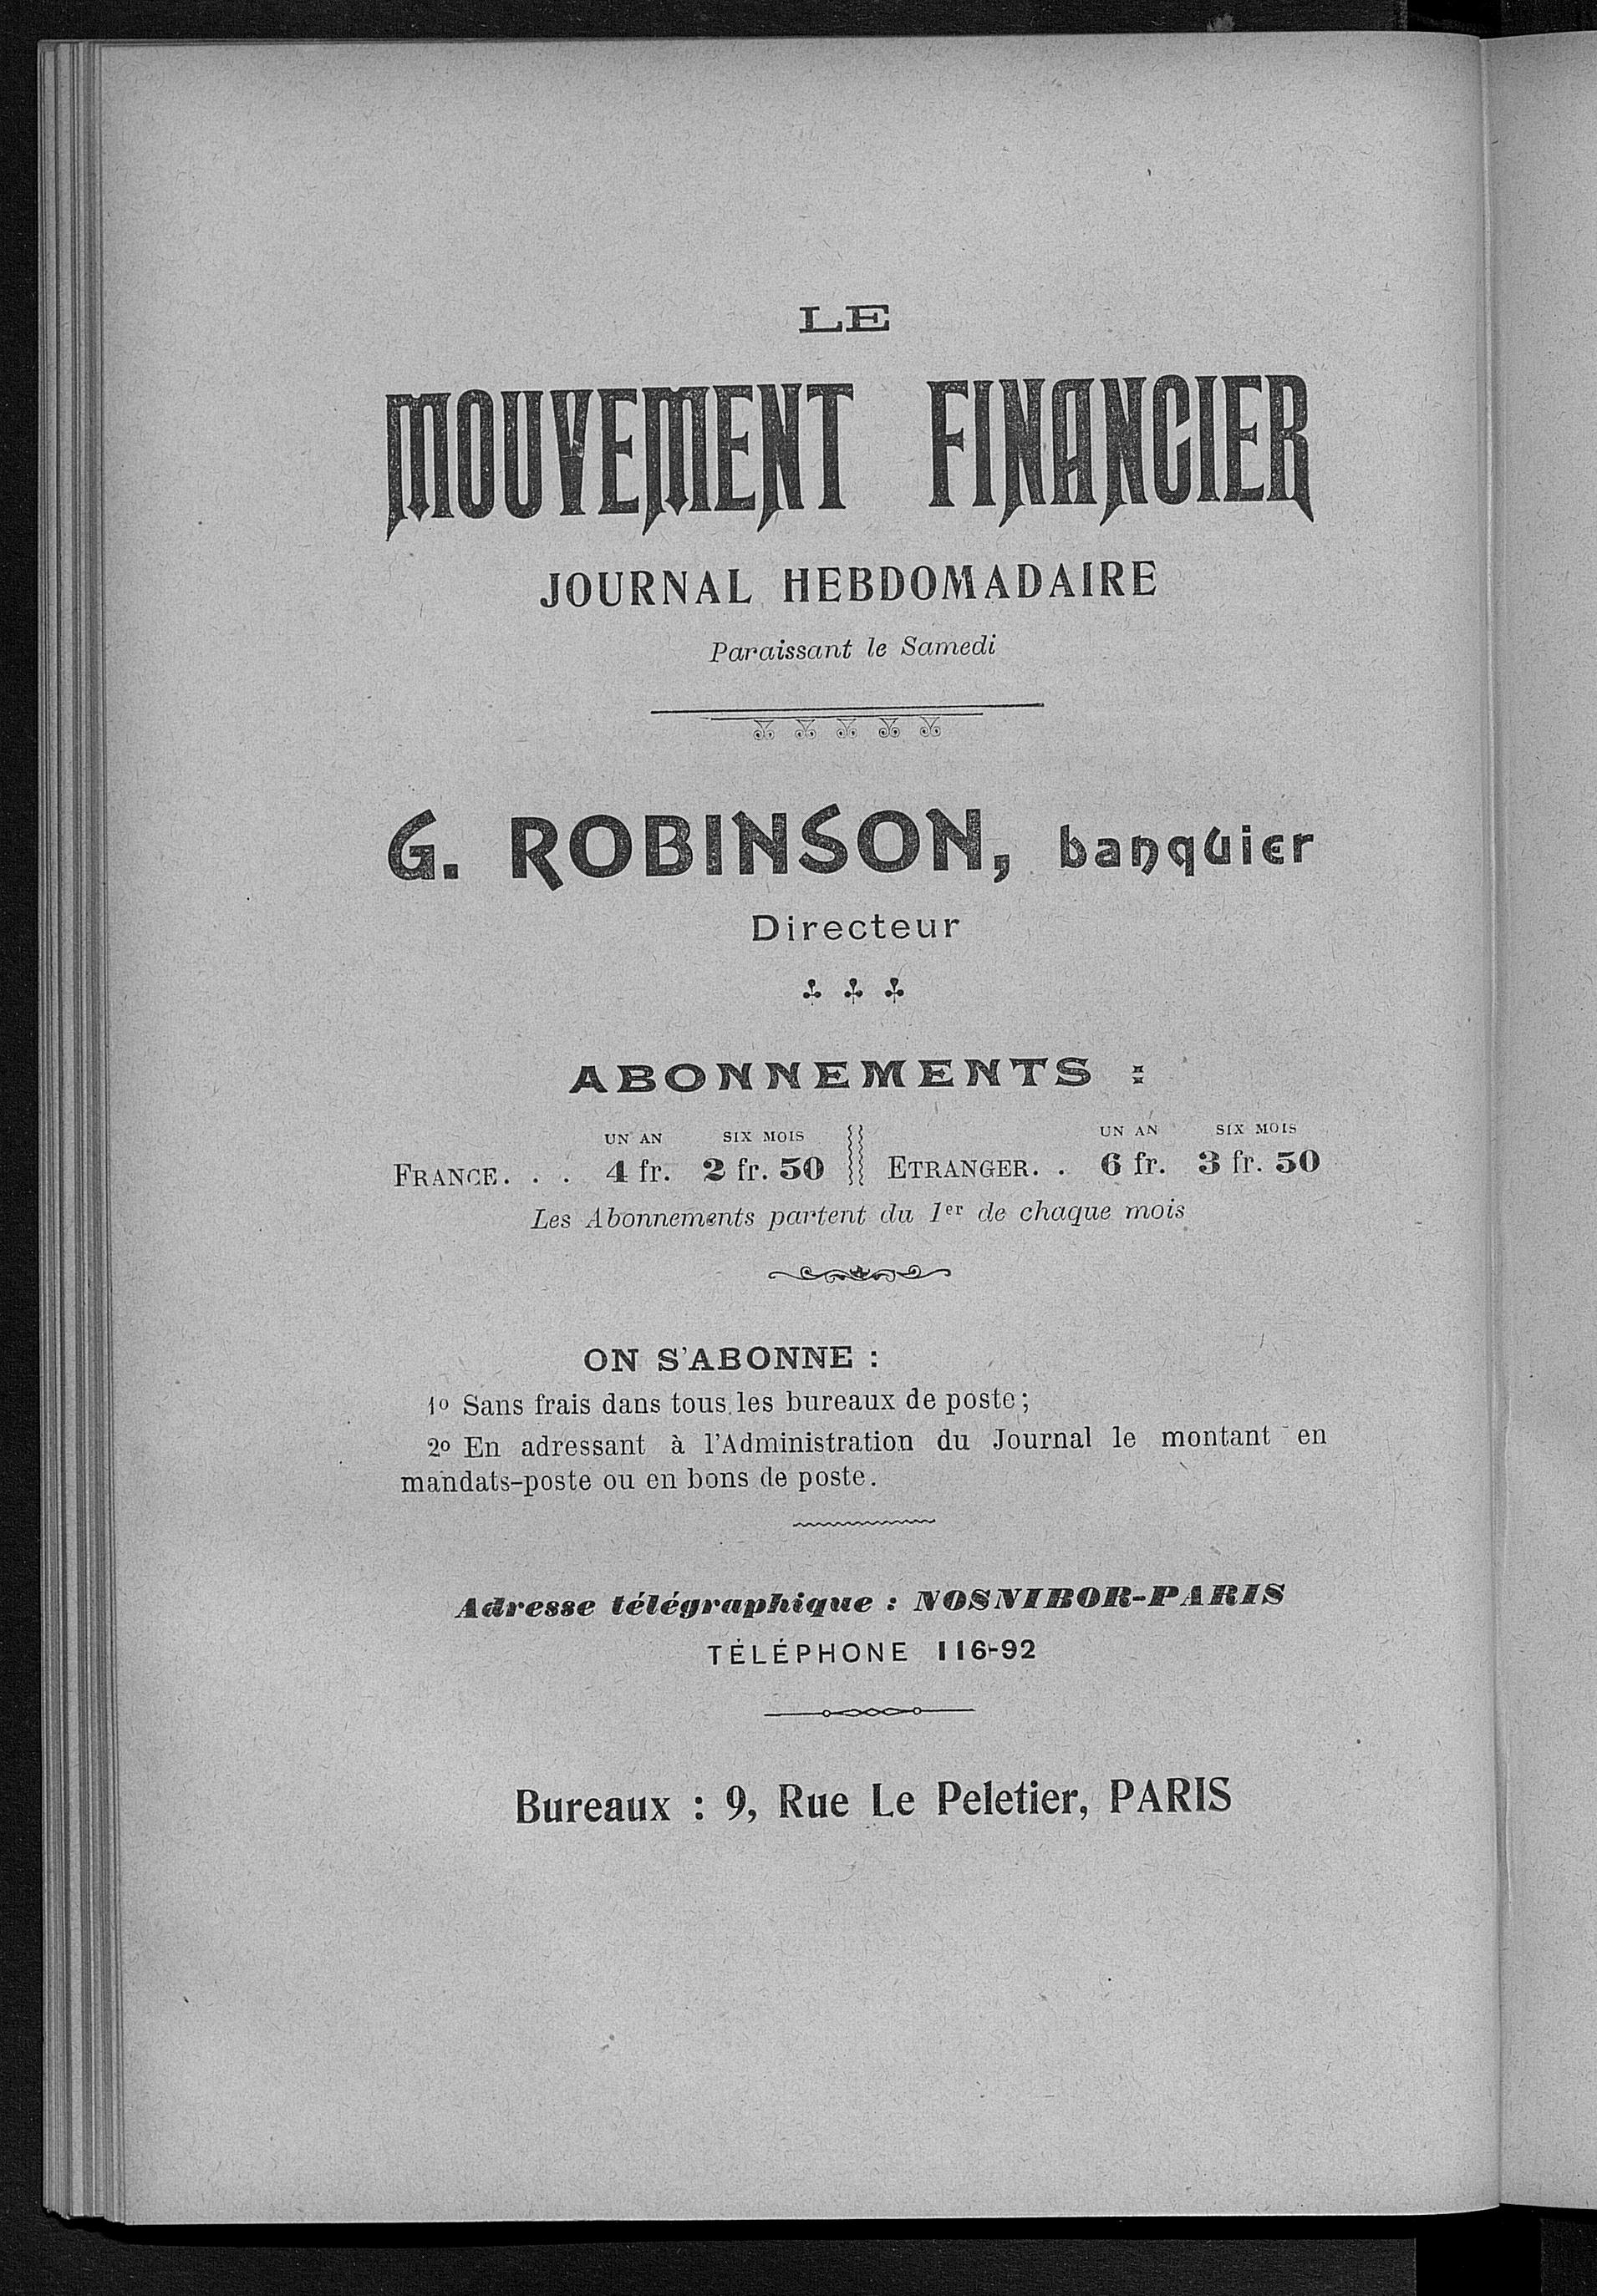 LE
MOUVEMENT FINANCIER
JOURNAL HEBDOMADAIRE
Paraissant le Samedi
G. ROBINSON, banquier
Directeur
ABONNEMENTS :
UN AN SIX MOIS UN AN SIX MOIS
FRANCE. . . 4 fr. 2 fr. 50 ETRANGER. . 6 fr. 3 fr. 50
Les Abonnements partent du 1er de chaque mois
ON S'ABONNE :
1o Sans frais dans tous les bureaux de poste;
2o En adressant à l'Administration du Journal le montant en
mandats-poste ou en bons de poste.
Adresse télégraphique : NOSNIBOR-PARIS
TÉLÉPHONE 116-92
Bureaux : 9, Rue Le Peletier, PARIS